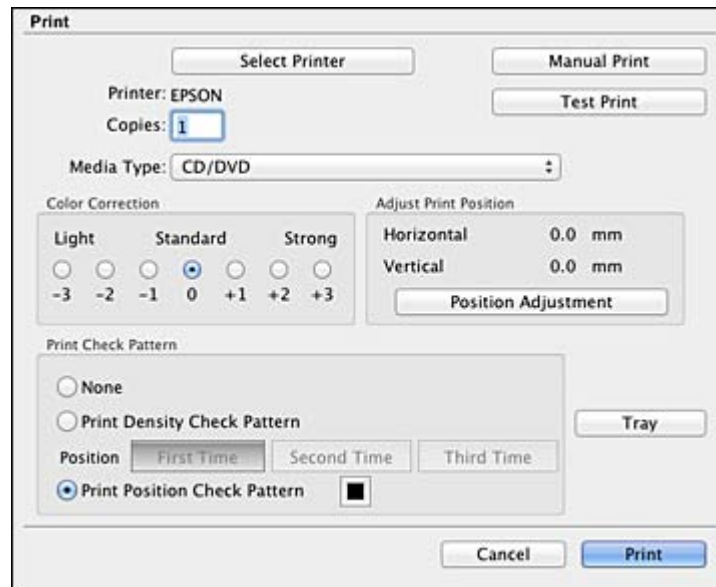 Print
Select Printer
Manual Print
Printer: EPSON
Test Print
Copies: 1
Media Type: CD/DVD
Color Correction
Adjust Print Position
Light Standard Strong
Horizontal 0.0 mm
Vertical 0.0 mm
-3 -2 -1 0 +1 +2 +3
Position Adjustment
Print Check Pattern
None
Print Density Check Pattern
Tray
Position First Time Second Time Third Time
Print Position Check Pattern
Cancel Print